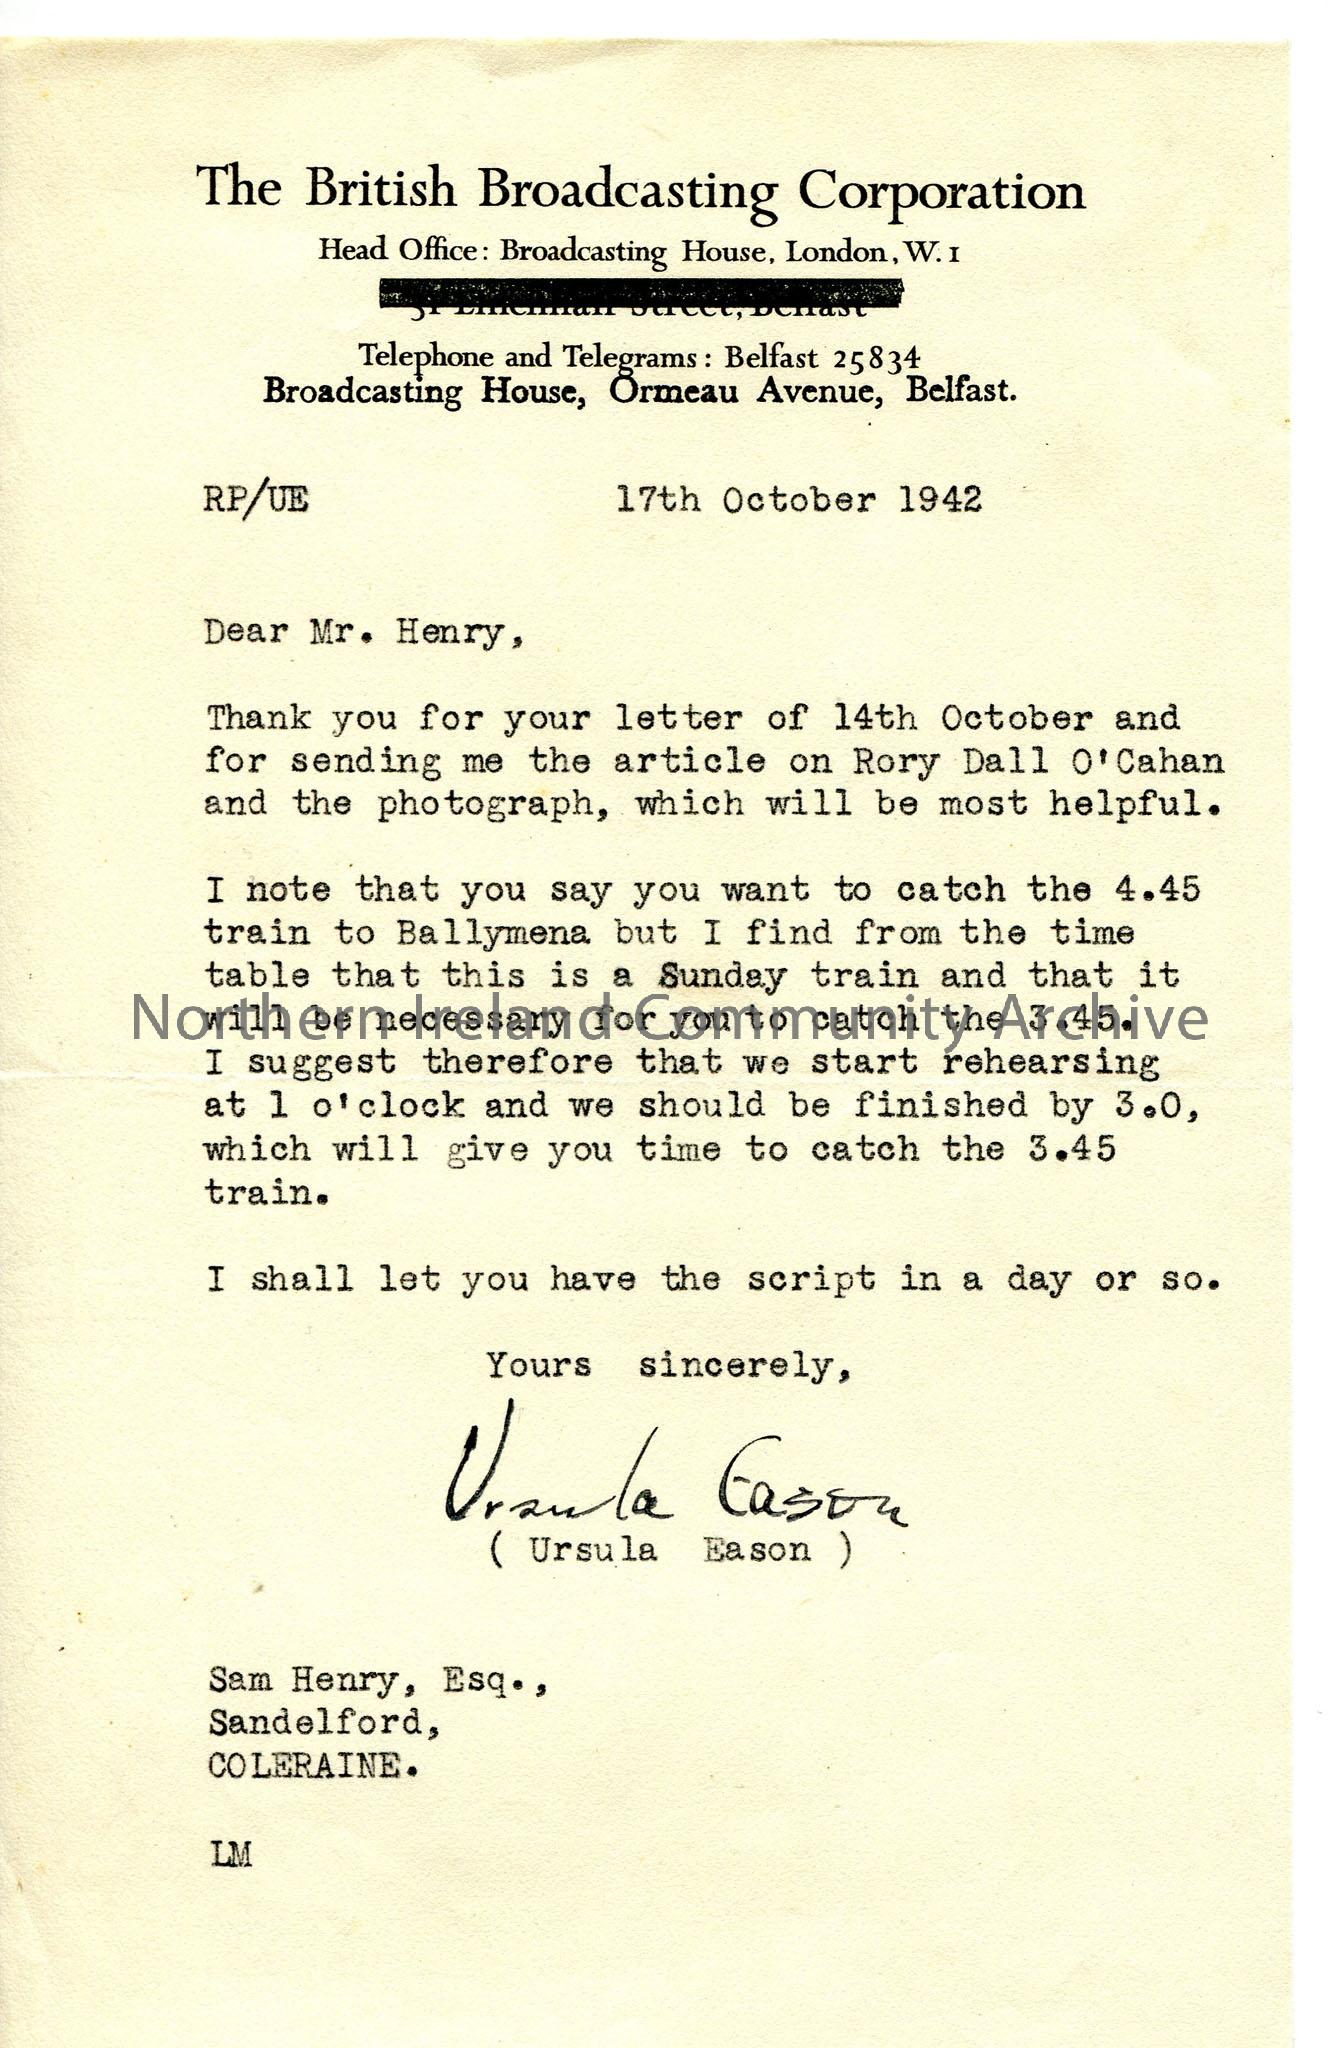 The British Broadcasting Corporation
Head Office: Broadcasting House, London, W. 1
Street, Belfast
Telephone and Telegrams: Belfast 25834
Broadcasting House, Ormeau Avenue, Belfast.
RP/UE 17th October 1942
Dear Mr. Henry,
Thank you for your letter of 14th October and
for sending me the article on Rory Dall O'Cahan
and the photograph, which will be most helpful.
I note that you say you want to catch the 4.45
train to Ballymena but I find from the time
table that this is a Sunday train and that it
will be necessary for you to catch the 3.45.
Northern Ireland Community Archive
I suggest therefore that we start rehearsing
at 1 o'clock and we should be finished by 3.0,
which will give you time to catch the 3.45
train.
I shall let you have the script in a day or so.
Yours sincerely,
Ursula Eason
( Ursula Eason )
Sam Henry, Esq.,
Sandelford,
COLERAINE.
LM